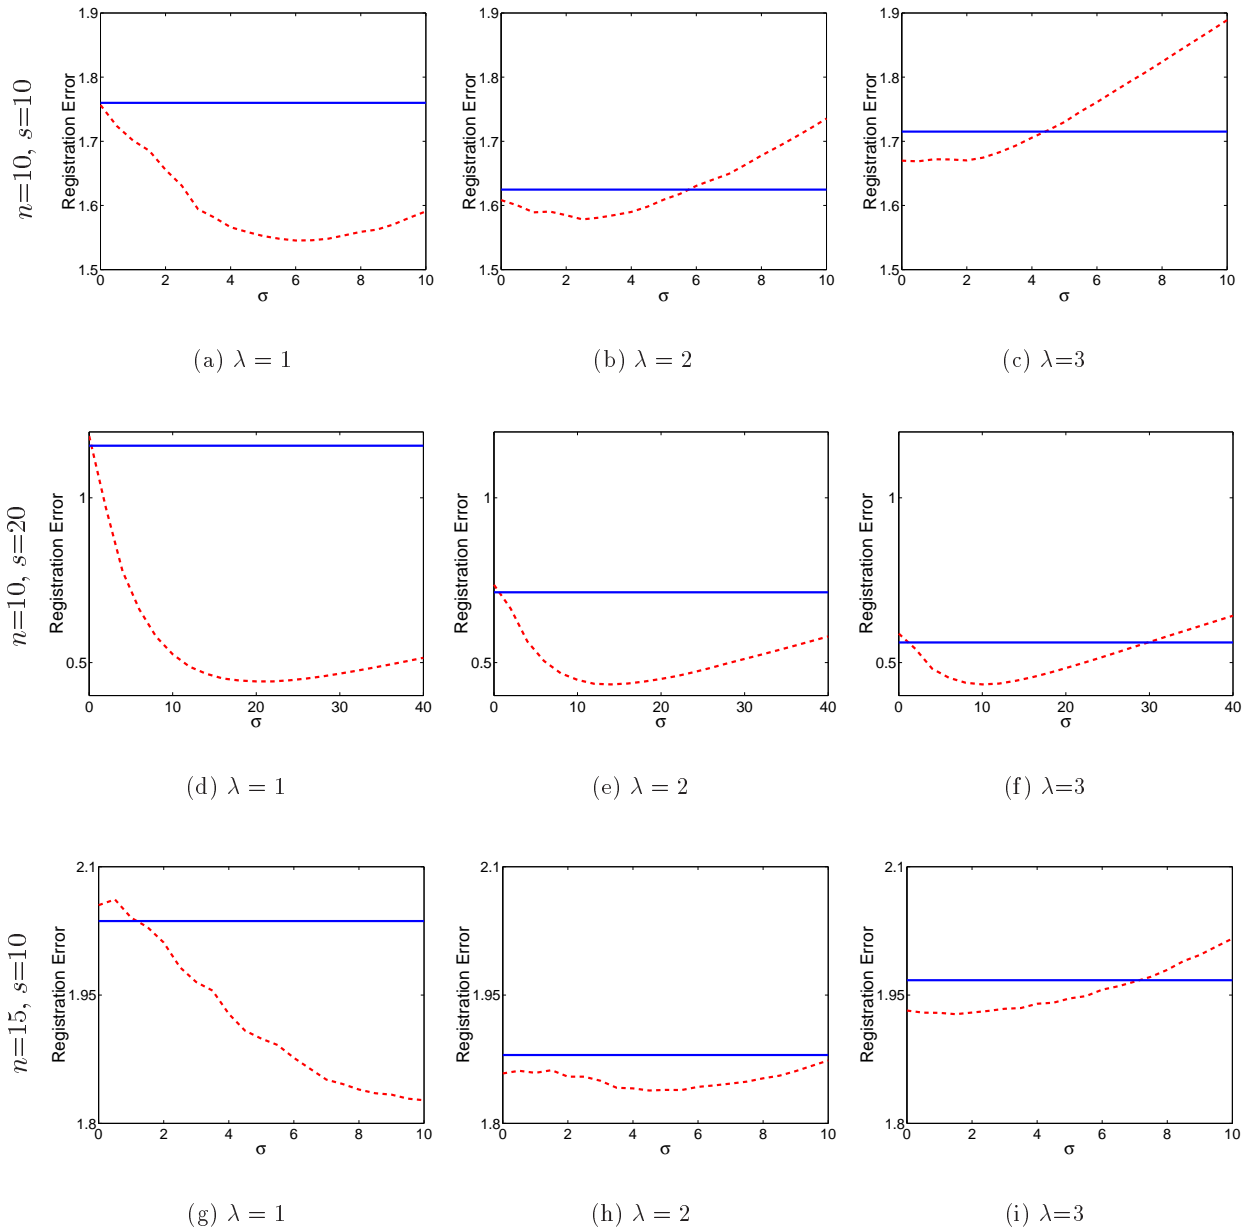 n=10, s=10
Registration Error
1.9
1.8
1.7
1.6
1.5
0 2 4 6 8 10
σ
(a) λ = 1
Registration Error
1.9
1.8
1.7
1.6
1.5
0 2 4 6 8 10
σ
(b) λ = 2
Registration Error
1.9
1.8
1.7
1.6
1.5
0 2 4 6 8 10
σ
(c) λ=3
n=10, s=20
Registration Error
1
0.5
0 10 20 30 40
σ
(d) λ = 1
Registration Error
1
0.5
0 10 20 30 40
σ
(e) λ = 2
Registration Error
1
0.5
0 10 20 30 40
σ
(f) λ=3
n=15, s=10
Registration Error
2.1
1.95
1.8
0 2 4 6 8 10
σ
(g) λ = 1
Registration Error
2.1
1.95
1.8
0 2 4 6 8 10
σ
(h) λ = 2
Registration Error
2.1
1.95
1.8
0 2 4 6 8 10
σ
(i) λ=3